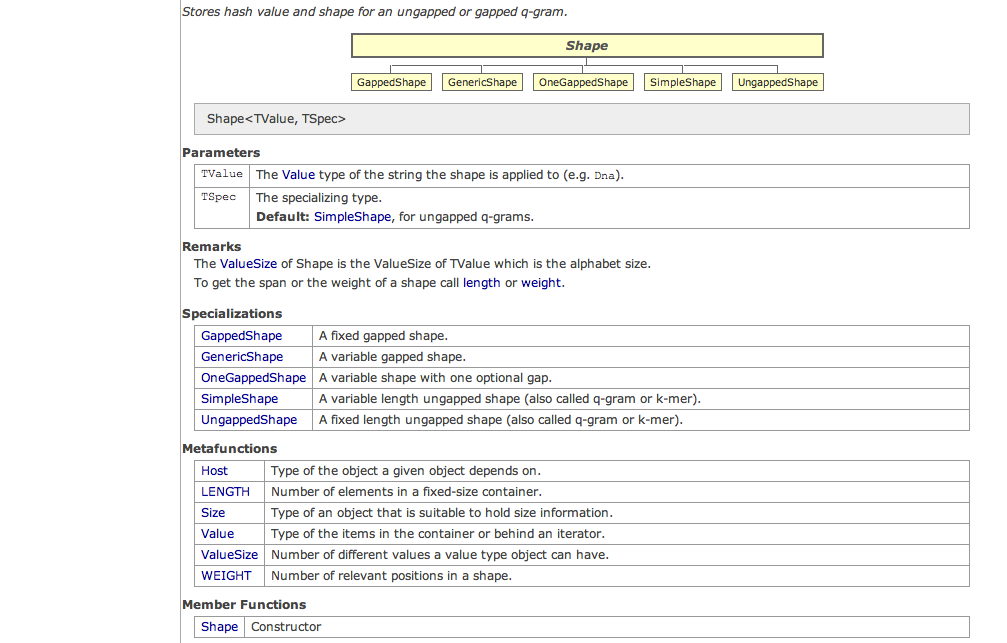 Stores hash value and shape for an ungapped or gapped q-gram.
Shape
GappedShape GenericShape OneGappedShape SimpleShape UngappedShape
Shape<TValue, TSpec>
Parameters
TValue The Value type of the string the shape is applied to (e.g. Dna).
TSpec The specializing type.
Default: SimpleShape, for ungapped q-grams.
Remarks
The ValueSize of Shape is the ValueSize of TValue which is the alphabet size.
To get the span or the weight of a shape call length or weight.
Specializations
GappedShape A fixed gapped shape.
GenericShape A variable gapped shape.
OneGappedShape A variable shape with one optional gap.
SimpleShape A variable length ungapped shape (also called q-gram or k-mer).
UngappedShape A fixed length ungapped shape (also called q-gram or k-mer).
Metafunctions
Host Type of the object a given object depends on.
LENGTH Number of elements in a fixed-size container.
Size Type of an object that is suitable to hold size information.
Value Type of the items in the container or behind an iterator.
ValueSize Number of different values a value type object can have.
WEIGHT Number of relevant positions in a shape.
Member Functions
Shape Constructor